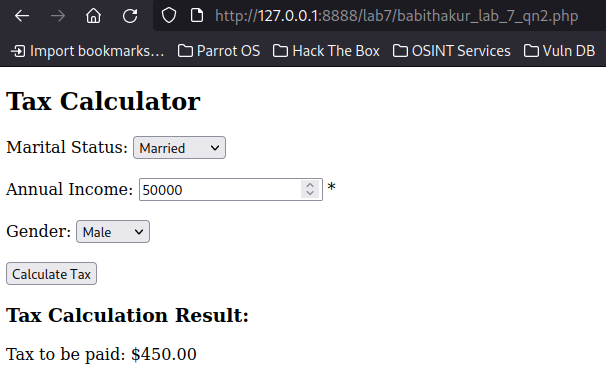 http://127.0.0.1:8888/lab7/babithakur_lab_7_qn2.php
Import bookmarks... Parrot OS Hack The Box OSINT Services Vuln DB
Tax Calculator
Marital Status: Married
Annual Income: 50000 *
Gender: Male
Calculate Tax
Tax Calculation Result:
Tax to be paid: $450.00